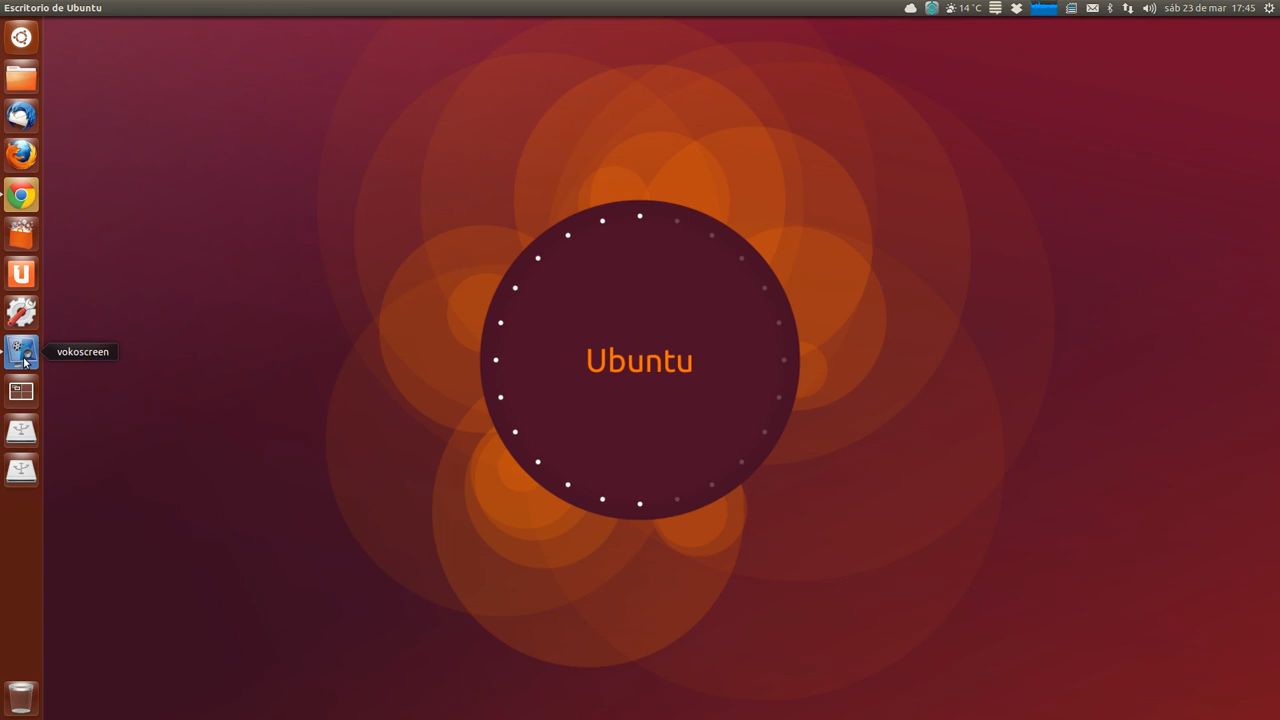 Escritorio de Ubuntu
14 °C
sáb 23 de mar 17:45
vokoscreen
Ubuntu